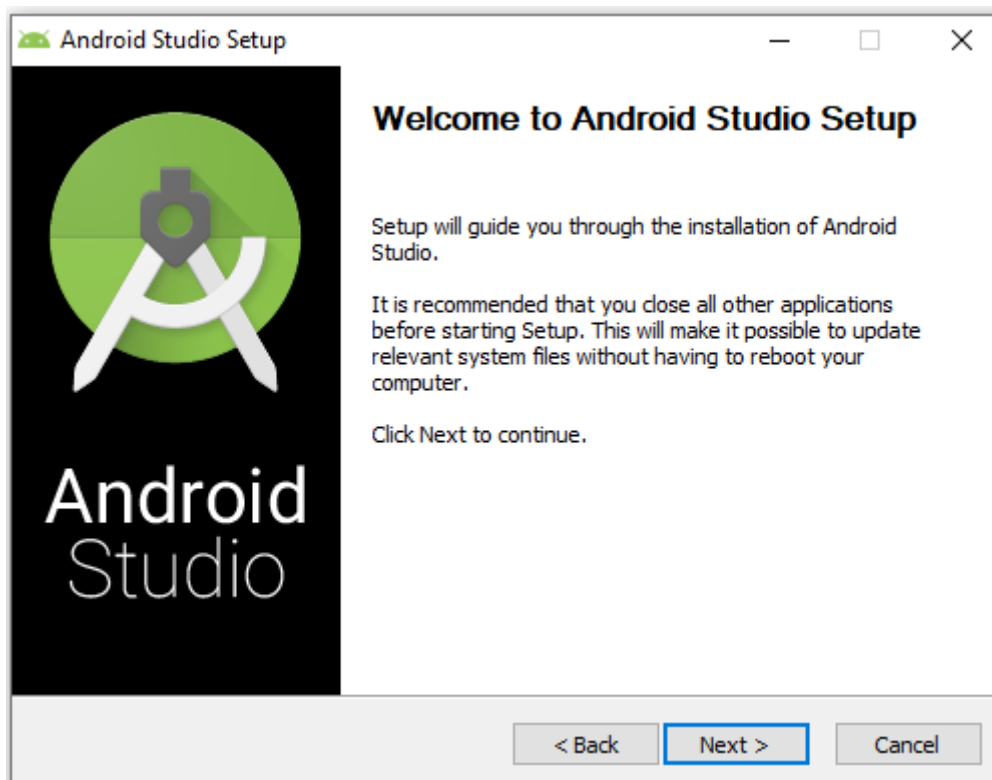 Android Studio Setup
Welcome to Android Studio Setup
Setup will guide you through the installation of Android
Studio.
It is recommended that you close all other applications
before starting Setup. This will make it possible to update
relevant system files without having to reboot your
computer.
Click Next to continue.
Android
Studio
< Back
Next >
Cancel